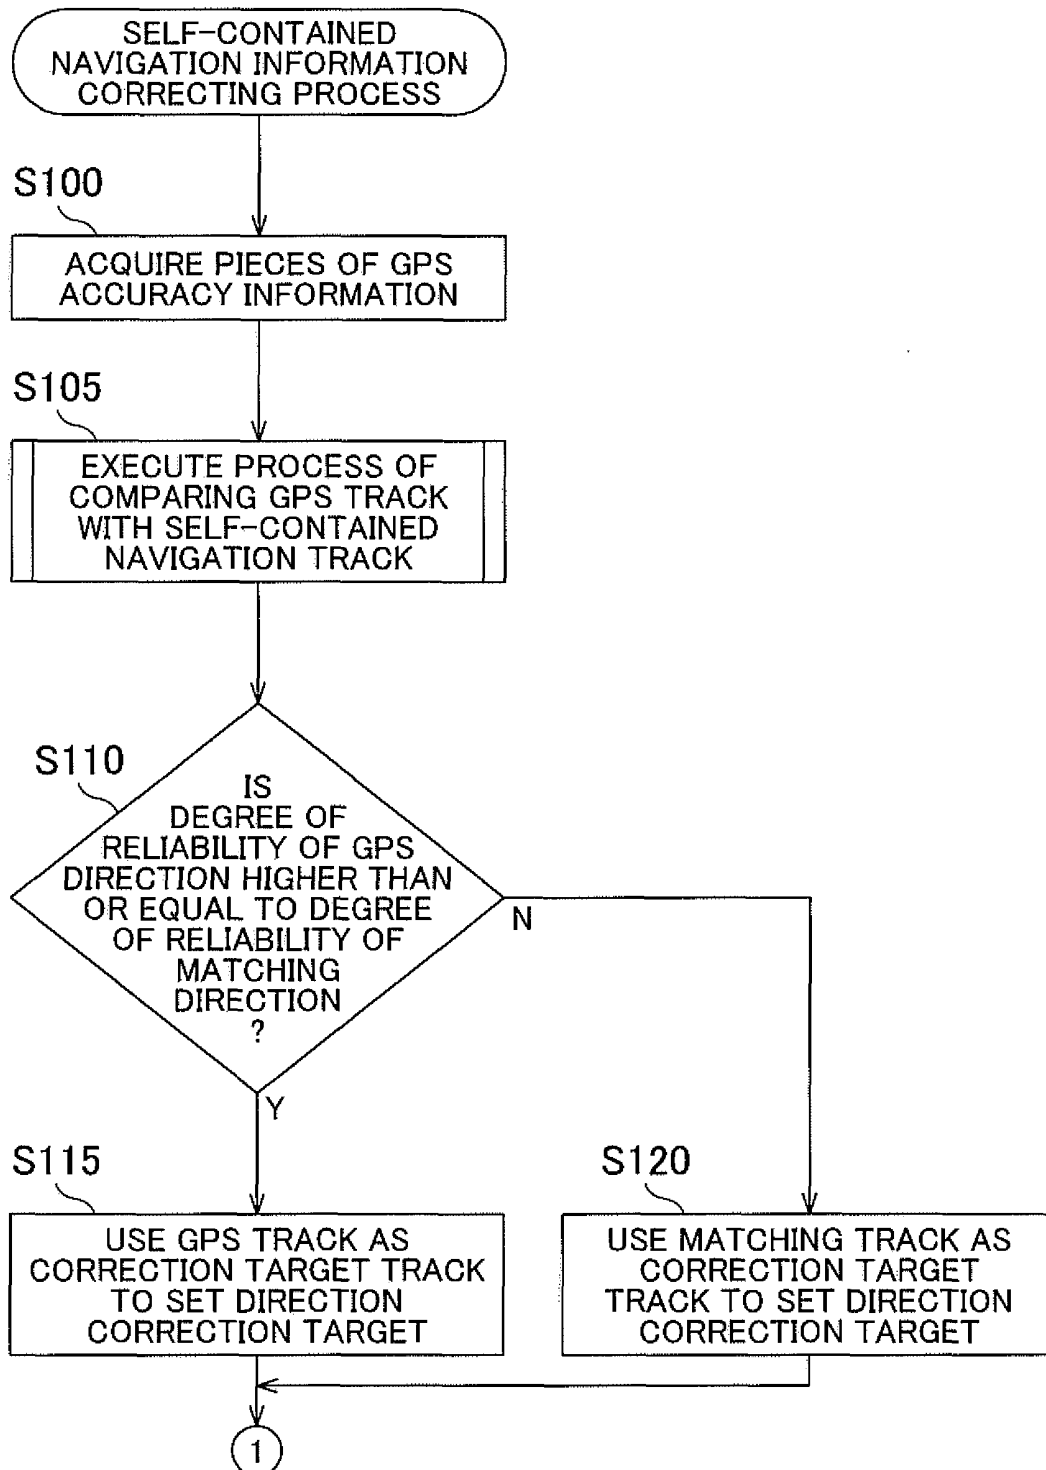 SELF-CONTAINED
NAVIGATION INFORMATION
CORRECTING PROCESS
S100
ACQUIRE PIECES OF GPS
ACCURACY INFORMATION
S105
EXECUTE PROCESS OF
COMPARING GPS TRACK
WITH SELF-CONTAINED
NAVIGATION TRACK
S110
IS
DEGREE OF
RELIABILITY OF GPS
DIRECTION HIGHER THAN
OR EQUAL TO DEGREE
OF RELIABILITY OF
MATCHING
DIRECTION
?
N
Y
S115
USE GPS TRACK AS
CORRECTION TARGET TRACK
TO SET DIRECTION
CORRECTION TARGET
S120
USE MATCHING TRACK AS
CORRECTION TARGET
TRACK TO SET DIRECTION
CORRECTION TARGET
1